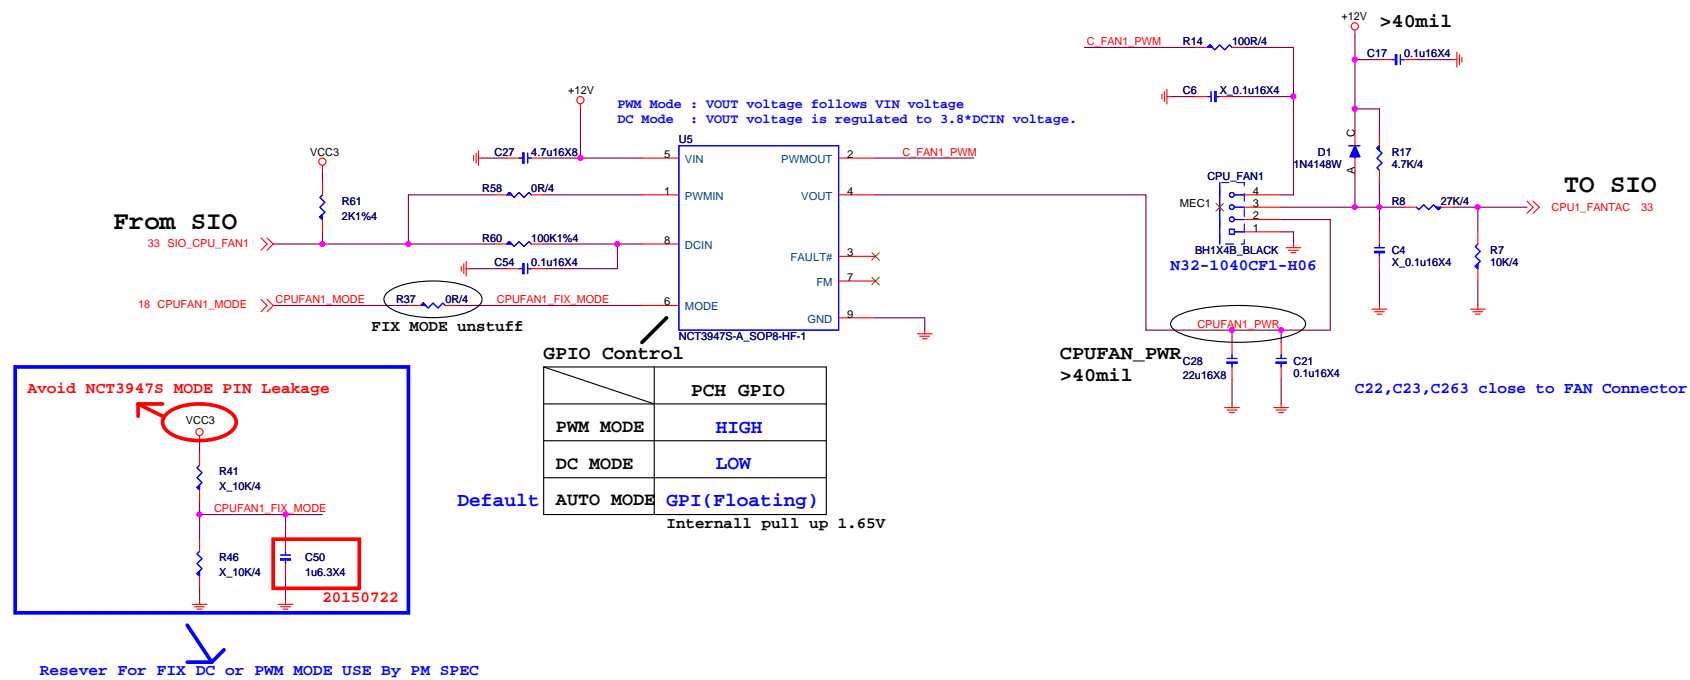 +12V
>40mil
C_FAN1_PWM
R14 100R/4
C17 0.1u16X4
C6 X_0.1u16X4
+12V
PWM Mode : VOUT voltage follows VIN voltage
DC Mode : VOUT voltage is regulated to 3.8*DCIN voltage.
U5
VCC3
C27 4.7u16X8
5 VIN
PWMOUT 2
C_FAN1_PWM
R58 0R/4
1 PWMIN
VOUT 4
R61
2K1%4
From SIO
33 SIO_CPU_FAN1
R60 100K1%4
8 DCIN
C54 0.1u16X4
FAULT# 3
FM 7
18 CPUFAN1_MODE
CPUFAN1_MODE
R37 0R/4
CPUFAN1_FIX_MODE
6 MODE
GND 9
FIX MODE unstuff
NCT3947S-A_SOP8-HF-1
D1
1N4148W
C
A
R17
4.7K/4
CPU_FAN1
MEC1
4
3
2
1
BH1X4B_BLACK
N32-1040CF1-H06
R8 27K/4
TO SIO
CPU1_FANTAC 33
C4
X_0.1u16X4
R7
10K/4
CPUFAN1_PWR
CPUFAN_PWR
>40mil
C28
22u16X8
C21
0.1u16X4
C22,C23,C263 close to FAN Connector
GPIO Control
PCH GPIO
PWM MODE HIGH
DC MODE LOW
Default AUTO MODE GPI(Floating)
Internall pull up 1.65V
Avoid NCT3947S MODE PIN Leakage
VCC3
R41
X_10K/4
CPUFAN1_FIX_MODE
R46
X_10K/4
C50
1u6.3X4
20150722
Resever For FIX DC or PWM MODE USE By PM SPEC